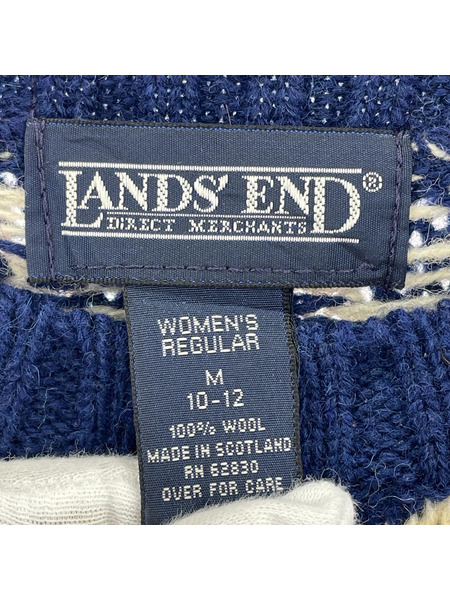 LANDS' END®
DIRECT MERCHANTS
WOMEN'S
REGULAR
M
10-12
100% WOOL
MADE IN SCOTLAND
RN 62830
OVER FOR CARE